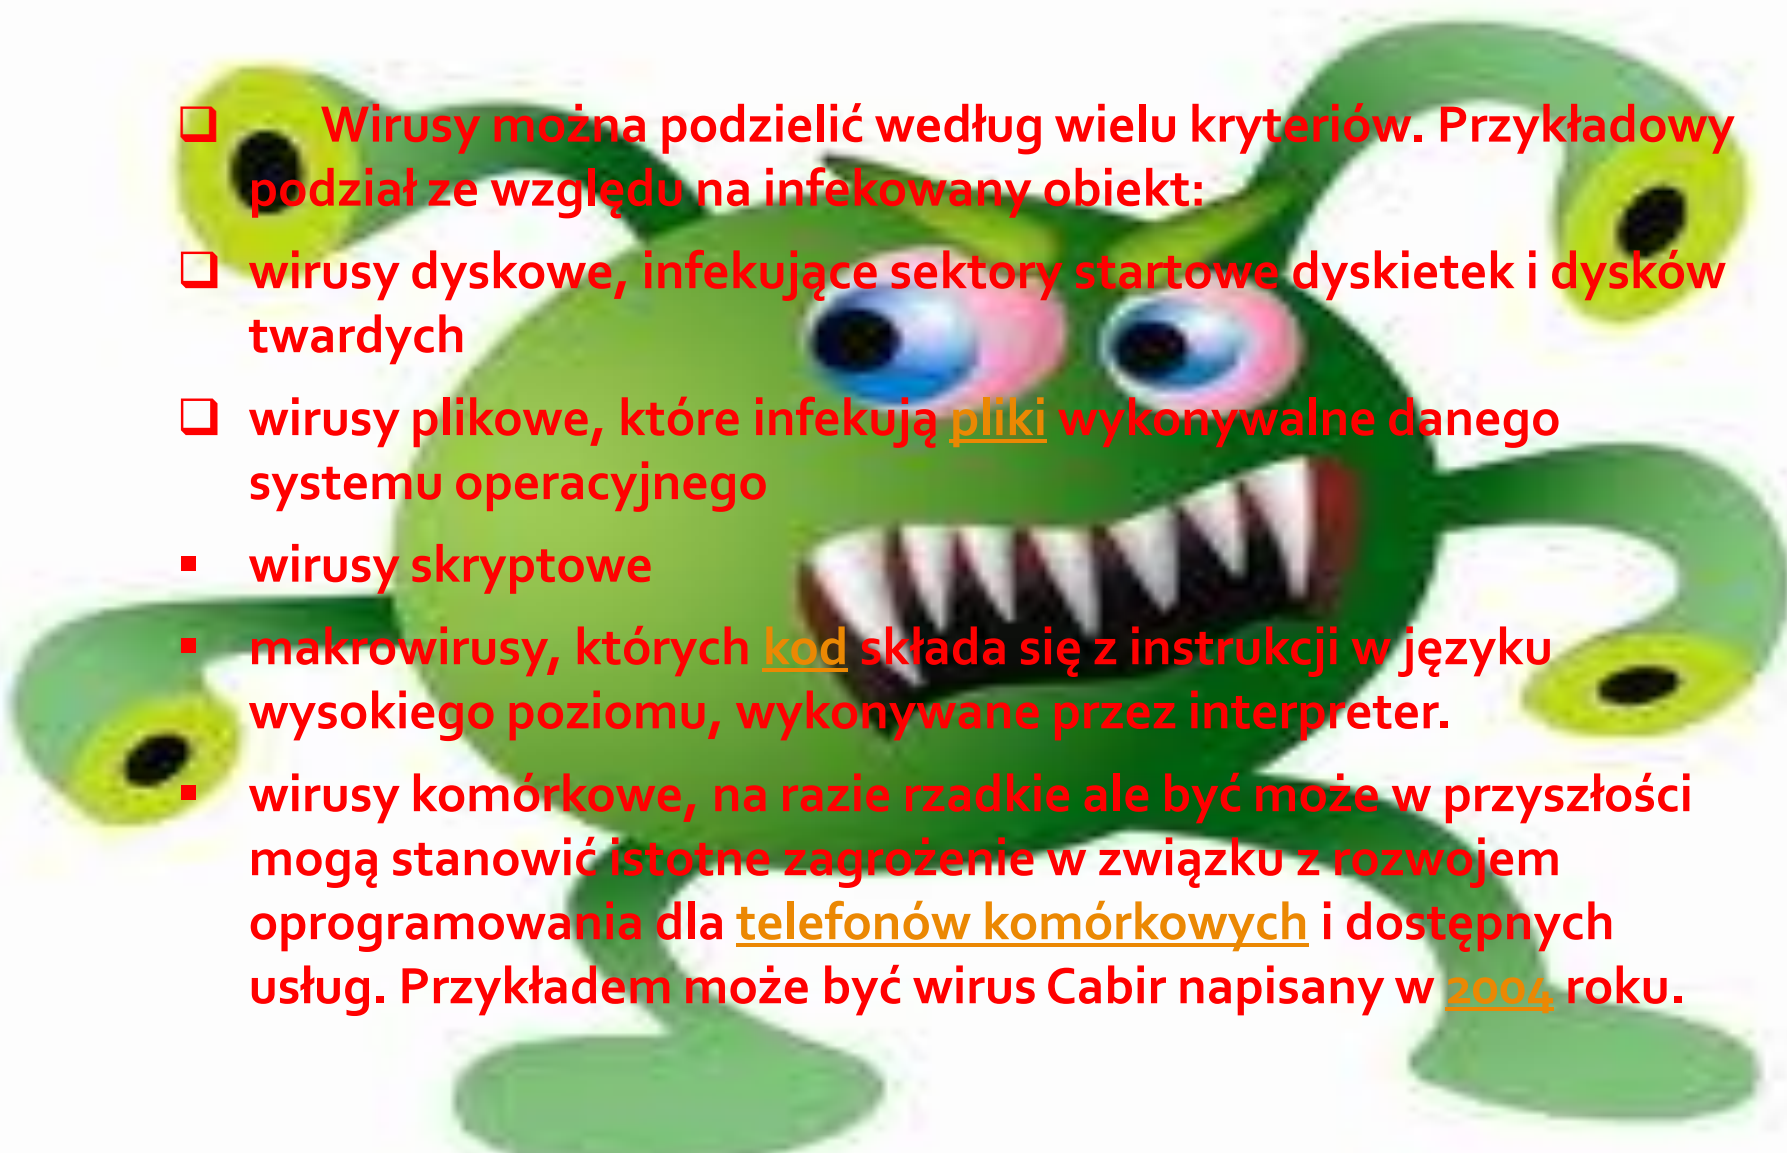 Wirusy można podzielić według wielu kryteriów. Przykładowy
podział ze względu na infekowany obiekt:
wirusy dyskowe, infekujące sektory startowe dyskietek i dysków
twardych
wirusy plikowe, które infekują pliki wykonywalne danego
systemu operacyjnego
wirusy skryptowe
makrowirusy, których kod składa się z instrukcji w języku
wysokiego poziomu, wykonywane przez interpreter.
wirusy komórkowe, na razie rzadkie ale być może w przyszłości
mogą stanowić istotne zagrożenie w związku z rozwojem
oprogramowania dla telefonów komórkowych i dostępnych
usług. Przykładem może być wirus Cabir napisany w 2004 roku.